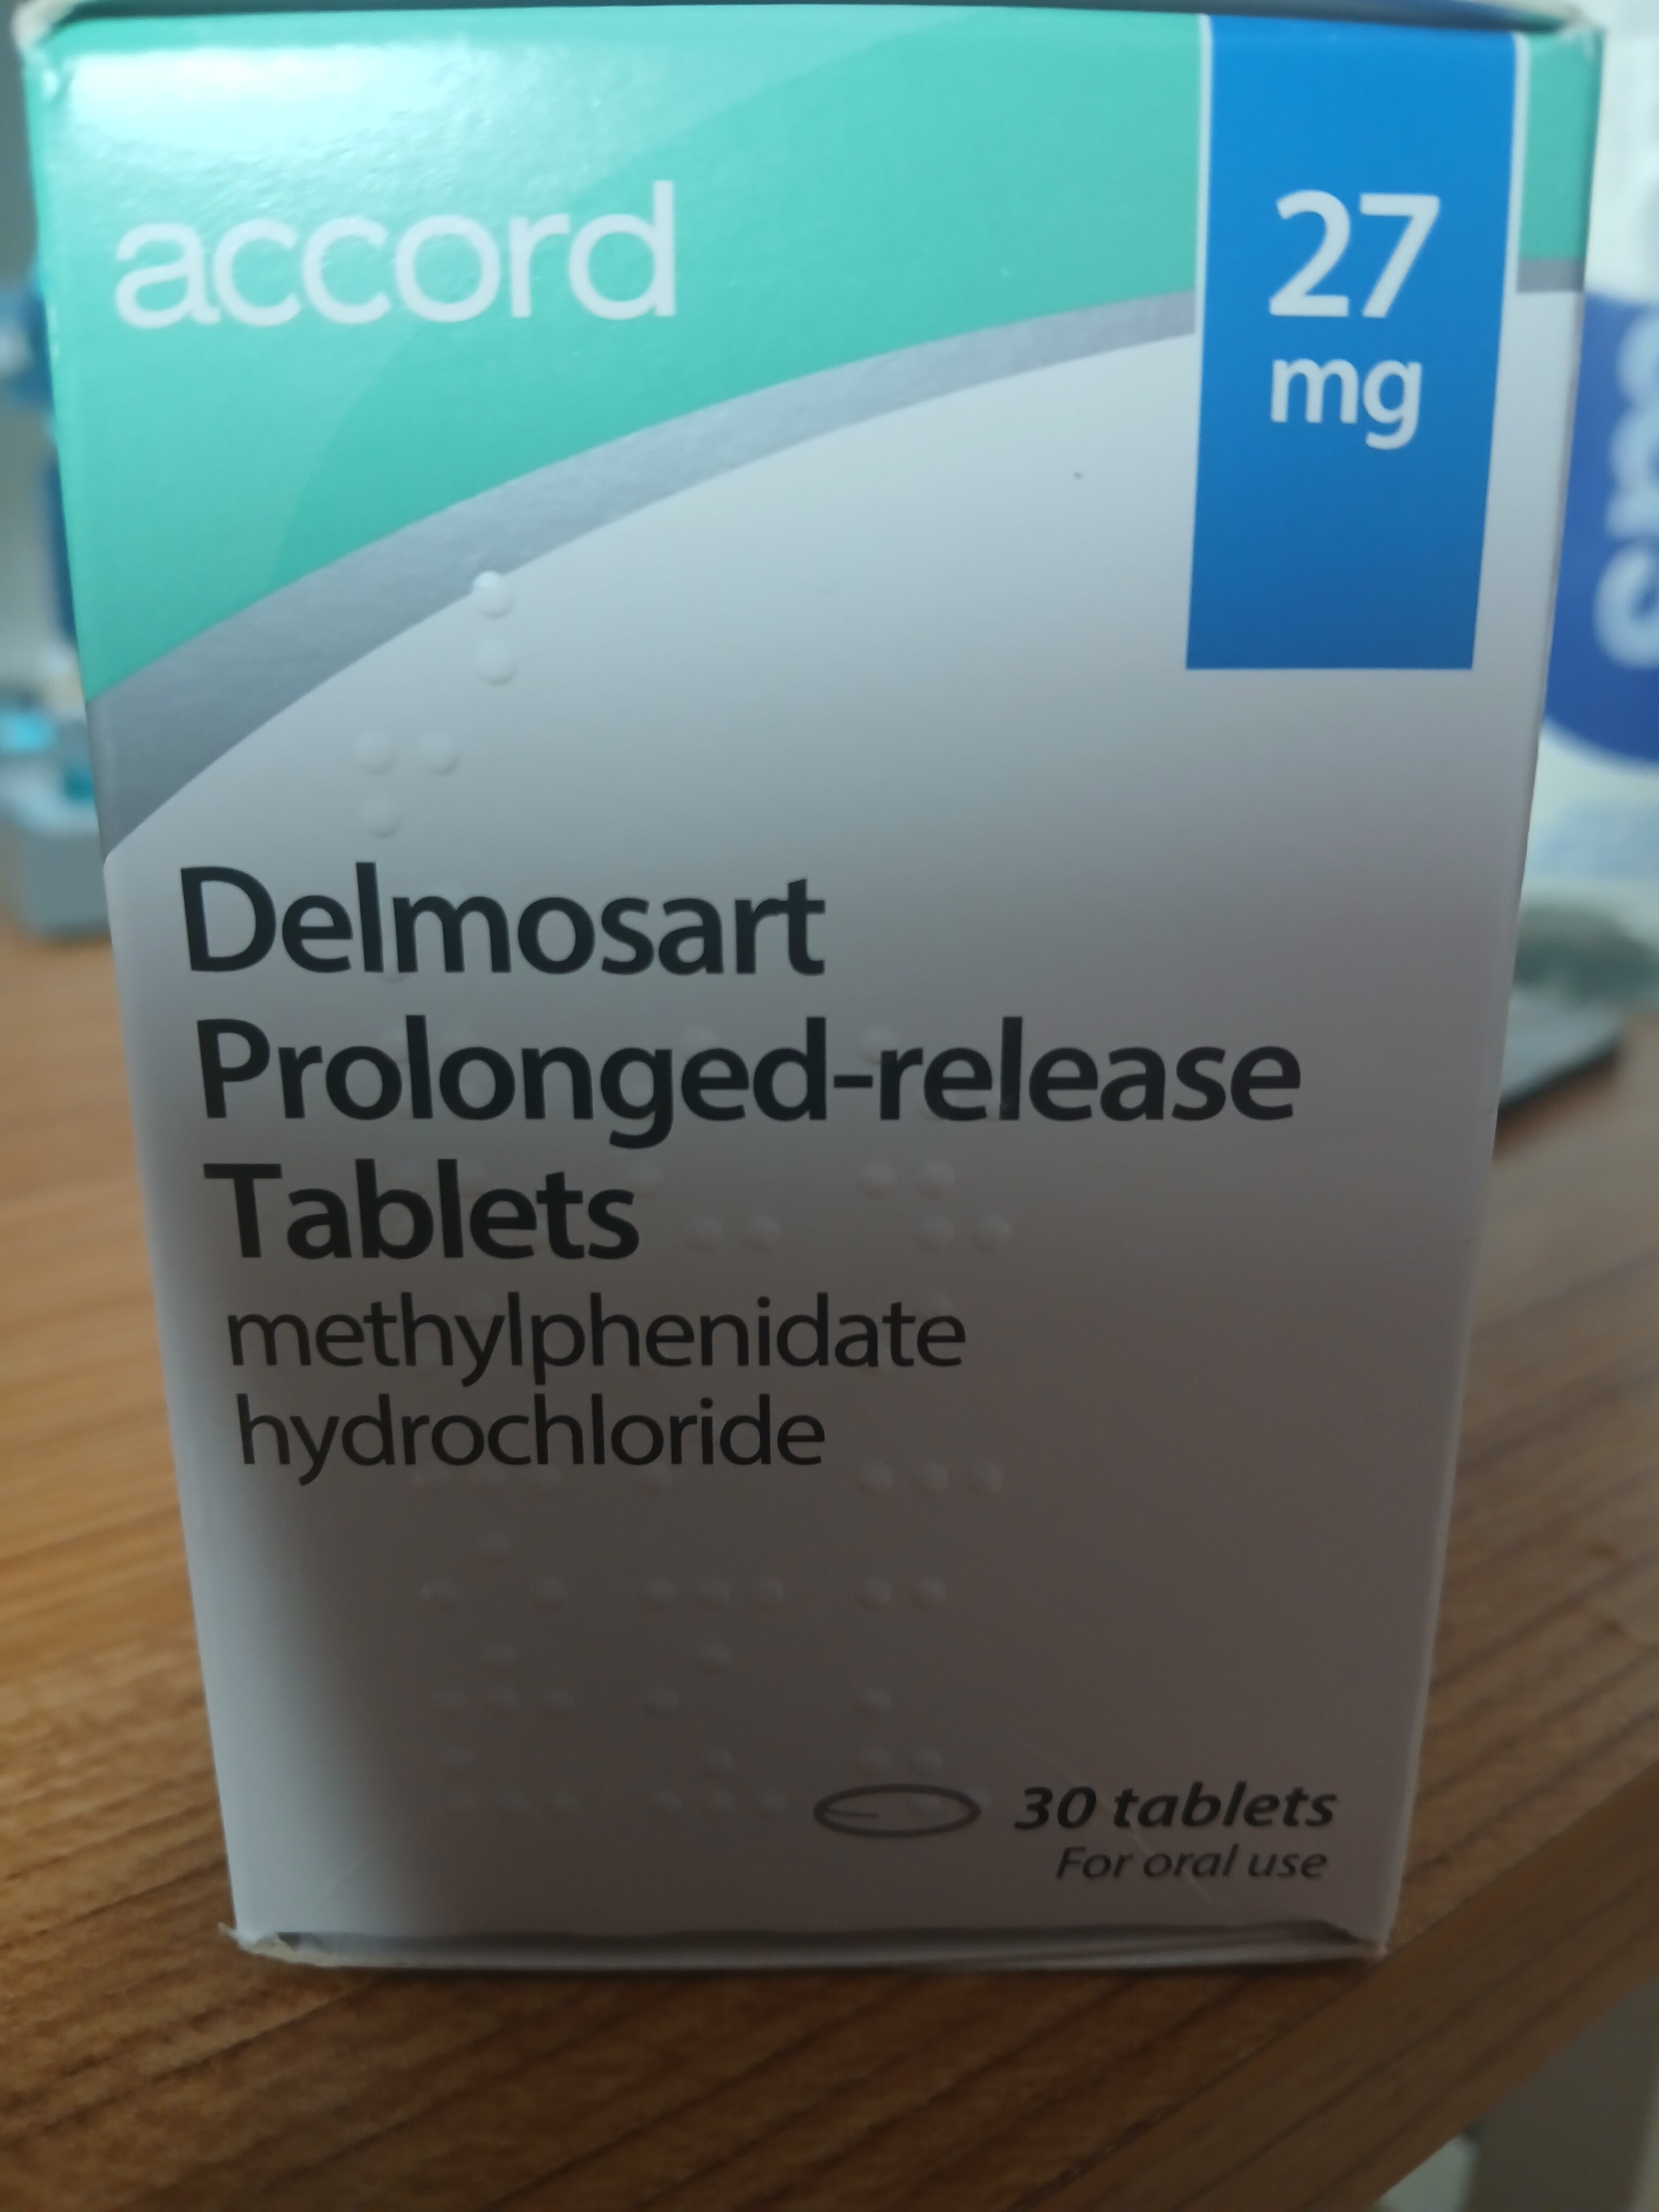 accord
27
mg
Delmosart
Prolonged-release
Tablets
methylphenidate
hydrochloride
30 tablets
For oral use